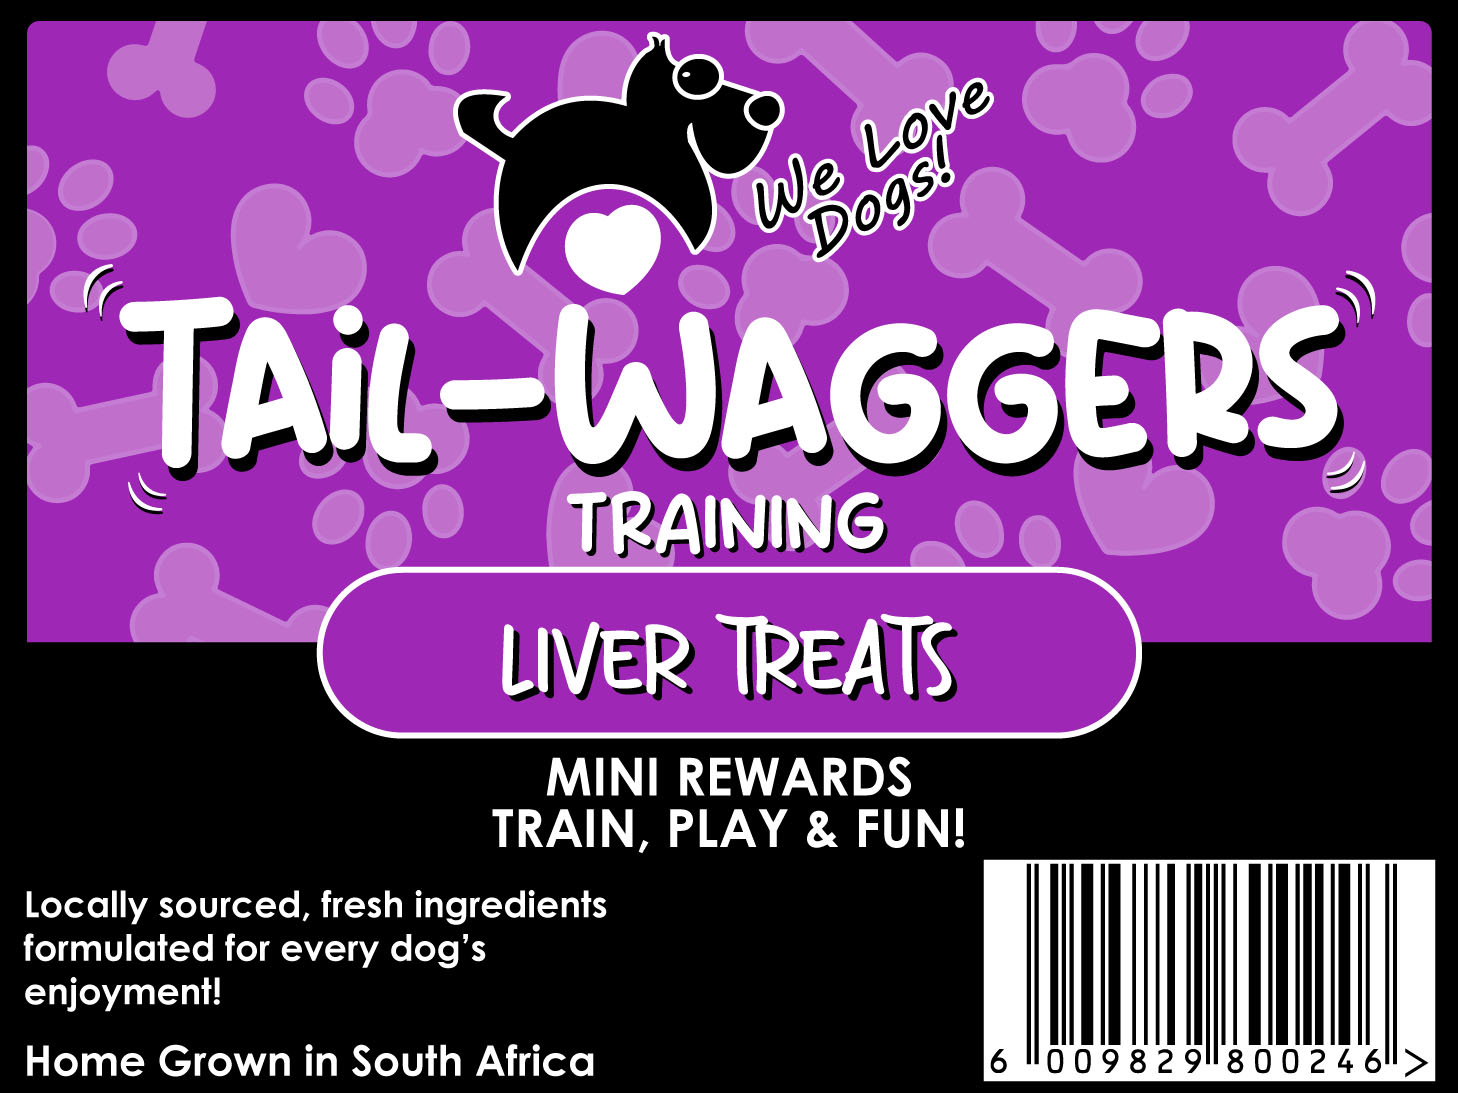 We Love
Dogs!
TAiL-WAGGERS
TRAINING
LIVER TREATS
MINI REWARDS
TRAIN, PLAY & FUN!
Locally sourced, fresh ingredients
formulated for every dog's
enjoyment!
Home Grown in South Africa
6 009829 800246 >